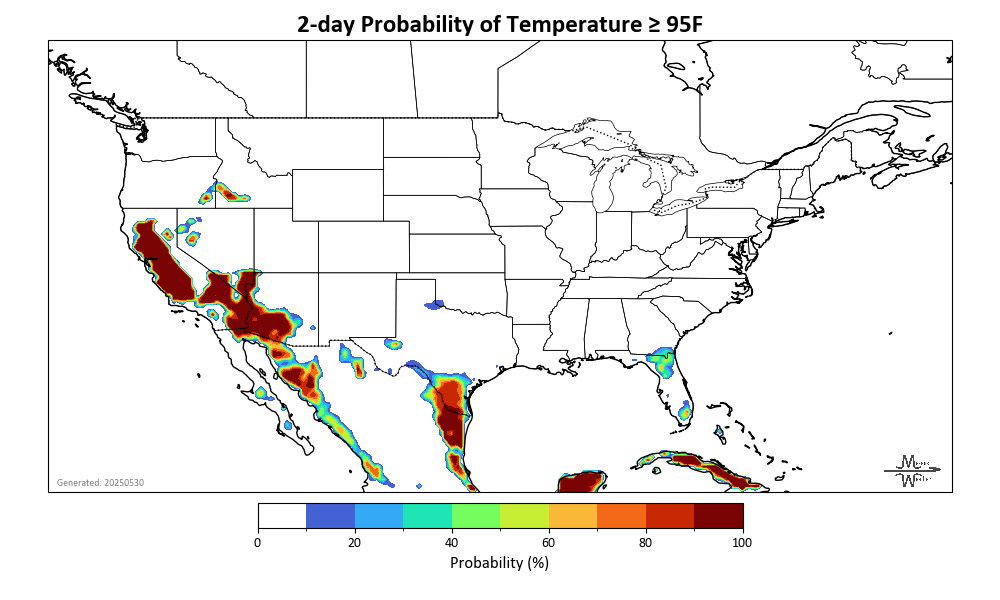 2-day Probability of Temperature ≥ 95F
Generated: 20250530
0 20 40 60 80 100
Probability (%)